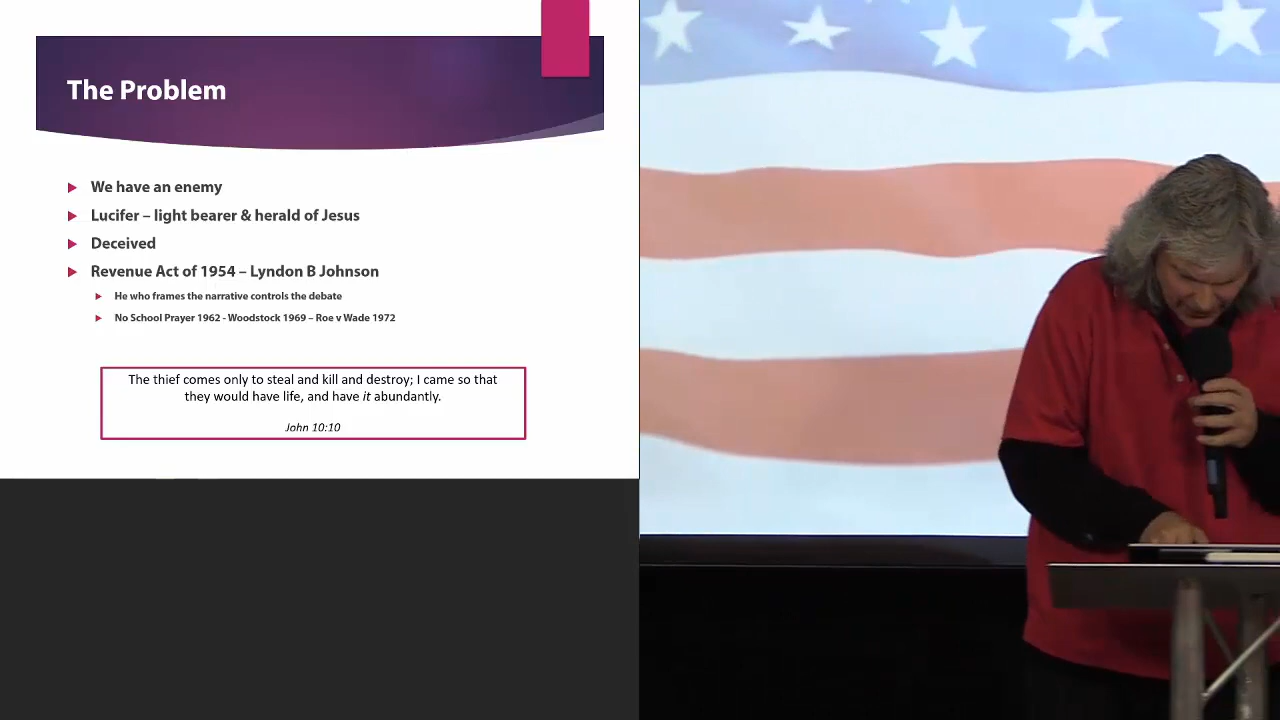 The Problem
We have an enemy
Lucifer – light bearer & herald of Jesus
Deceived
Revenue Act of 1954 – Lyndon B Johnson
He who frames the narrative controls the debate
No School Prayer 1962 - Woodstock 1969 – Roe v Wade 1972
The thief comes only to steal and kill and destroy; I came so that
they would have life, and have it abundantly.
John 10:10